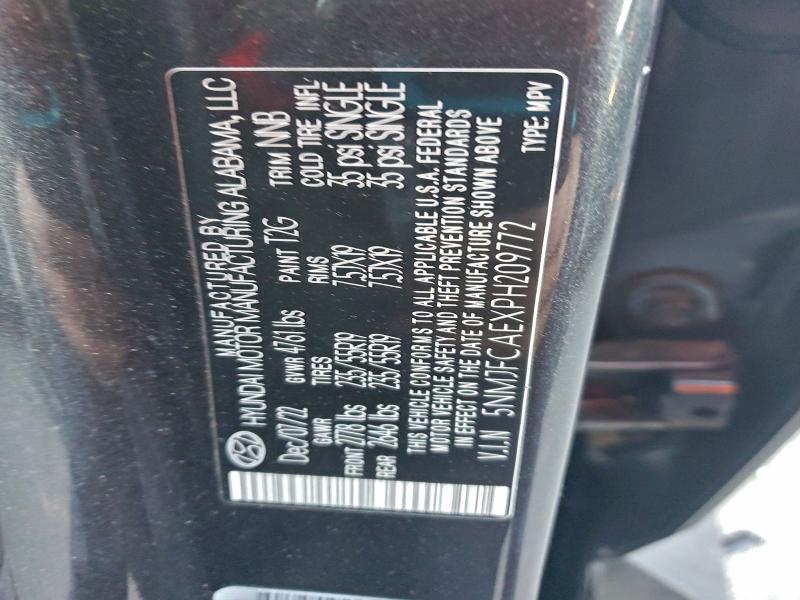 MANUFACTURED BY
HYUNDAI MOTOR MANUFACTURING ALABAMA, LLC
Dec/07/22 GVWR 4761 lbs PAINT T2G TRIM NNB
GAWR TIRES RIMS COLD TIRE INFL
FRONT 2778 lbs 235/55R19 7.5JX19 35 psi SINGLE
REAR 2646 lbs 235/55R19 7.5JX19 35 psi SINGLE
THIS VEHICLE CONFORMS TO ALL APPLICABLE U.S.A. FEDERAL
MOTOR VEHICLE SAFETY AND THEFT PREVENTION STANDARDS
IN EFFECT ON THE DATE OF MANUFACTURE SHOWN ABOVE
V.I.N 5NMJFCAEXPH209772 TYPE: MPV